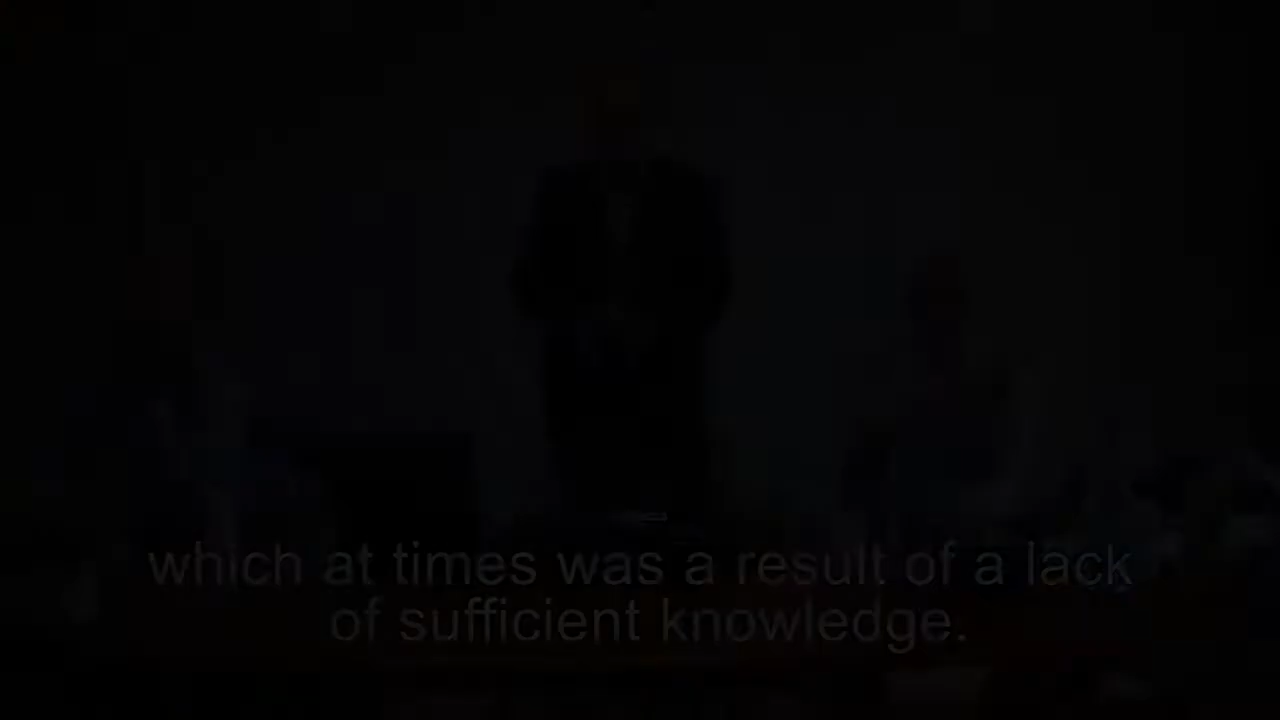 which at times was a result of a lack
of sufficient knowledge.